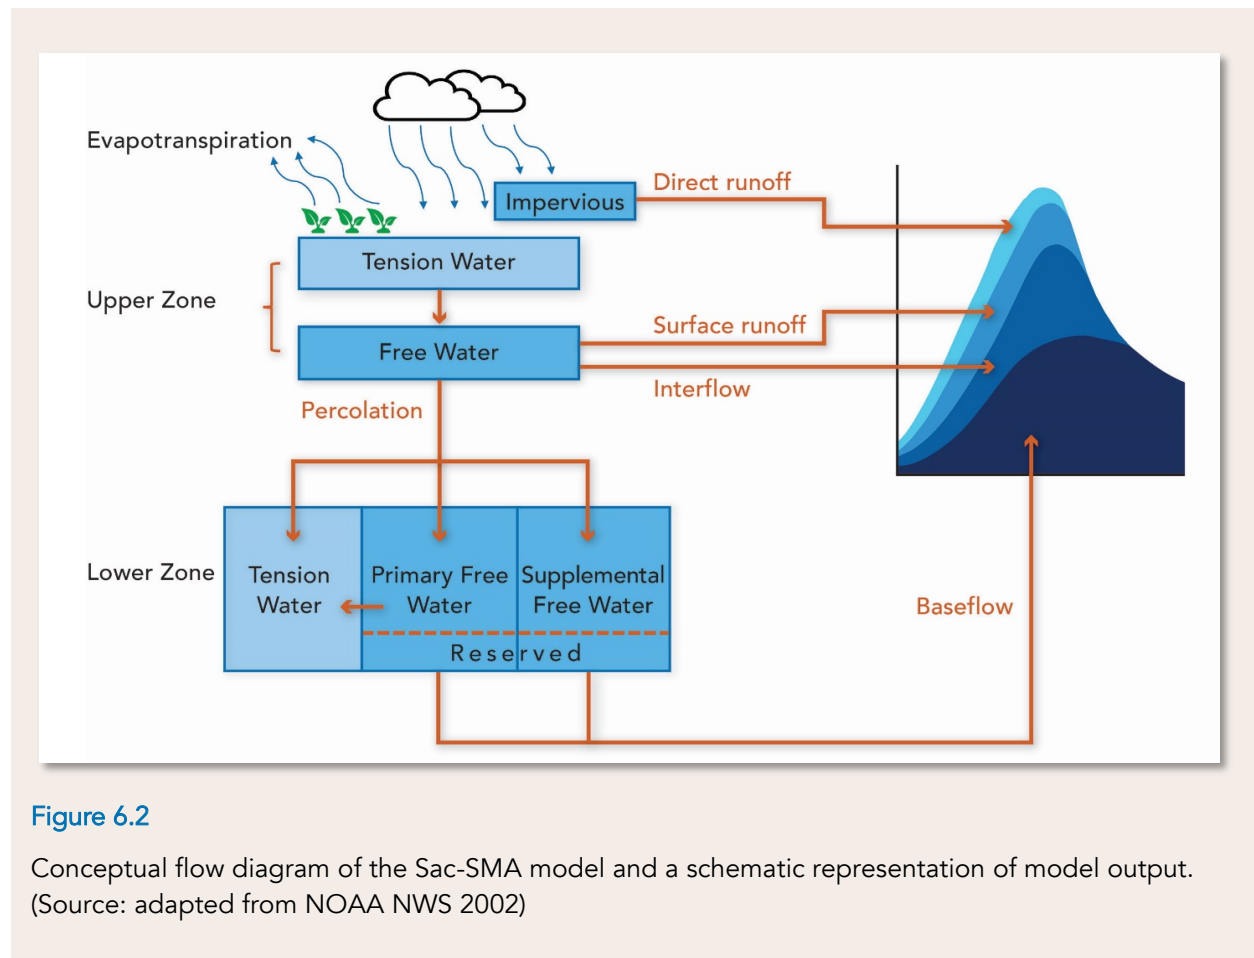 Evapotranspiration
Impervious
Direct runoff
Tension Water
Upper Zone
Free Water
Surface runoff
Interflow
Percolation
Lower Zone
Tension
Water
Primary Free
Water
Supplemental
Free Water
Reserved
Baseflow
Figure 6.2
Conceptual flow diagram of the Sac-SMA model and a schematic representation of model output.
(Source: adapted from NOAA NWS 2002)